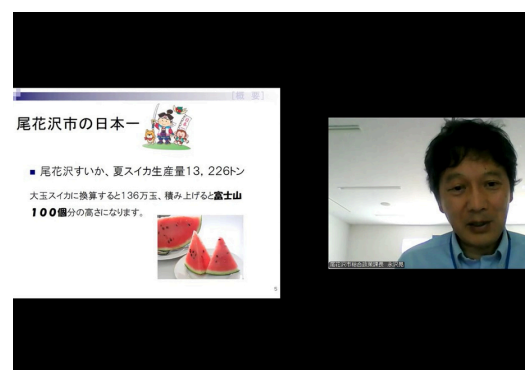 [概 要]
尾花沢市の日本一
■ 尾花沢すいか、夏スイカ生産量13, 226トン
大玉スイカに換算すると136万玉、積み上げると富士山
100個分の高さになります。